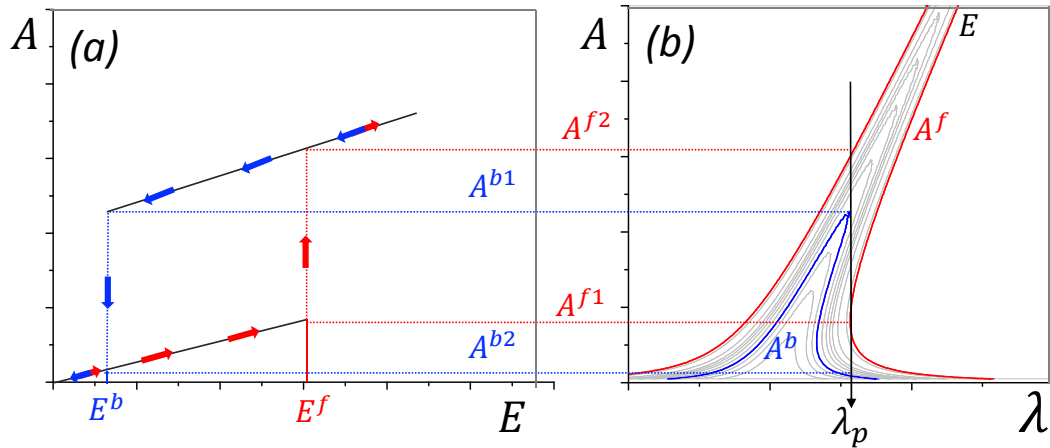 A
(a)
A^{f2}
A^{b1}
A^{f1}
A^{b2}
E^b
E^f
E
A
(b)
E
A^f
A^b
λ_p
λ